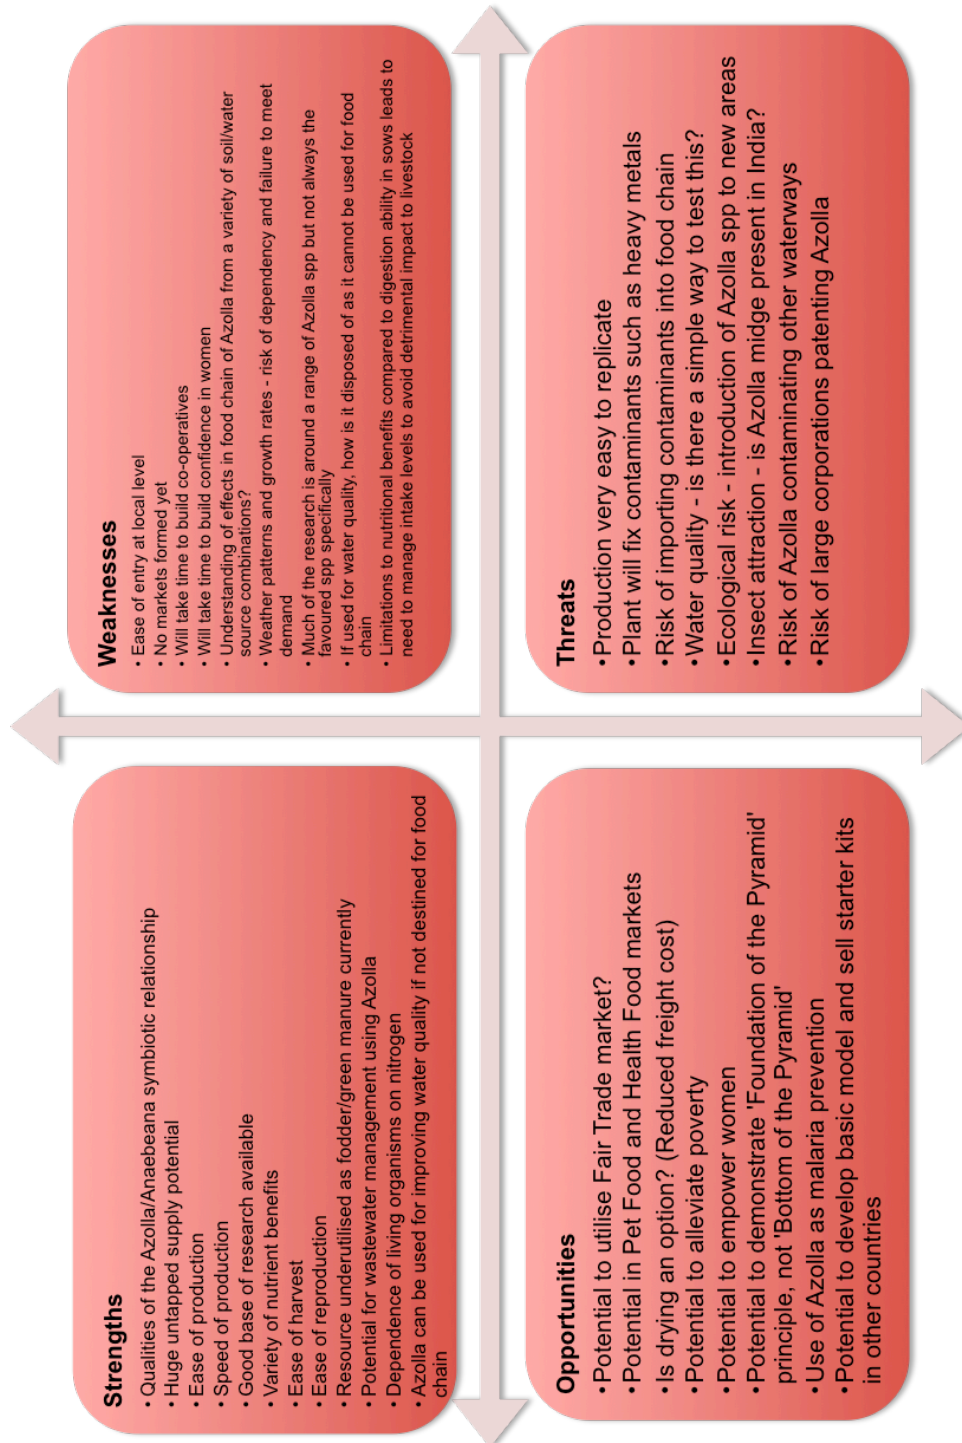 Strengths
• Qualities of the Azolla/Anaebeana symbiotic relationship
• Huge untapped supply potential
• Ease of production
• Speed of production
• Good base of research available
• Variety of nutrient benefits
• Ease of harvest
• Ease of reproduction
• Resource underutilised as fodder/green manure currently
• Potential for wastewater management using Azolla
• Dependence of living organisms on nitrogen
• Azolla can be used for improving water quality if not destined for food
chain
Weaknesses
• Ease of entry at local level
• No markets formed yet
• Will take time to build co-operatives
• Will take time to build confidence in women
• Understanding of effects in food chain of Azolla from a variety of soil/water
source combinations?
• Weather patterns and growth rates - risk of dependency and failure to meet
demand
• Much of the research is around a range of Azolla spp but not always the
favoured spp specifically
• If used for water quality, how is it disposed of as it cannot be used for food
chain
• Limitations to nutritional benefits compared to digestion ability in sows leads to
need to manage intake levels to avoid detrimental impact to livestock
Opportunities
• Potential to utilise Fair Trade market?
• Potential in Pet Food and Health Food markets
• Is drying an option? (Reduced freight cost)
• Potential to alleviate poverty
• Potential to empower women
• Potential to demonstrate 'Foundation of the Pyramid'
principle, not 'Bottom of the Pyramid'
• Use of Azolla as malaria prevention
• Potential to develop basic model and sell starter kits
in other countries
Threats
• Production very easy to replicate
• Plant will fix contaminants such as heavy metals
• Risk of importing contaminants into food chain
• Water quality - is there a simple way to test this?
• Ecological risk - introduction of Azolla spp to new areas
• Insect attraction - is Azolla midge present in India?
• Risk of Azolla contaminating other waterways
• Risk of large corporations patenting Azolla